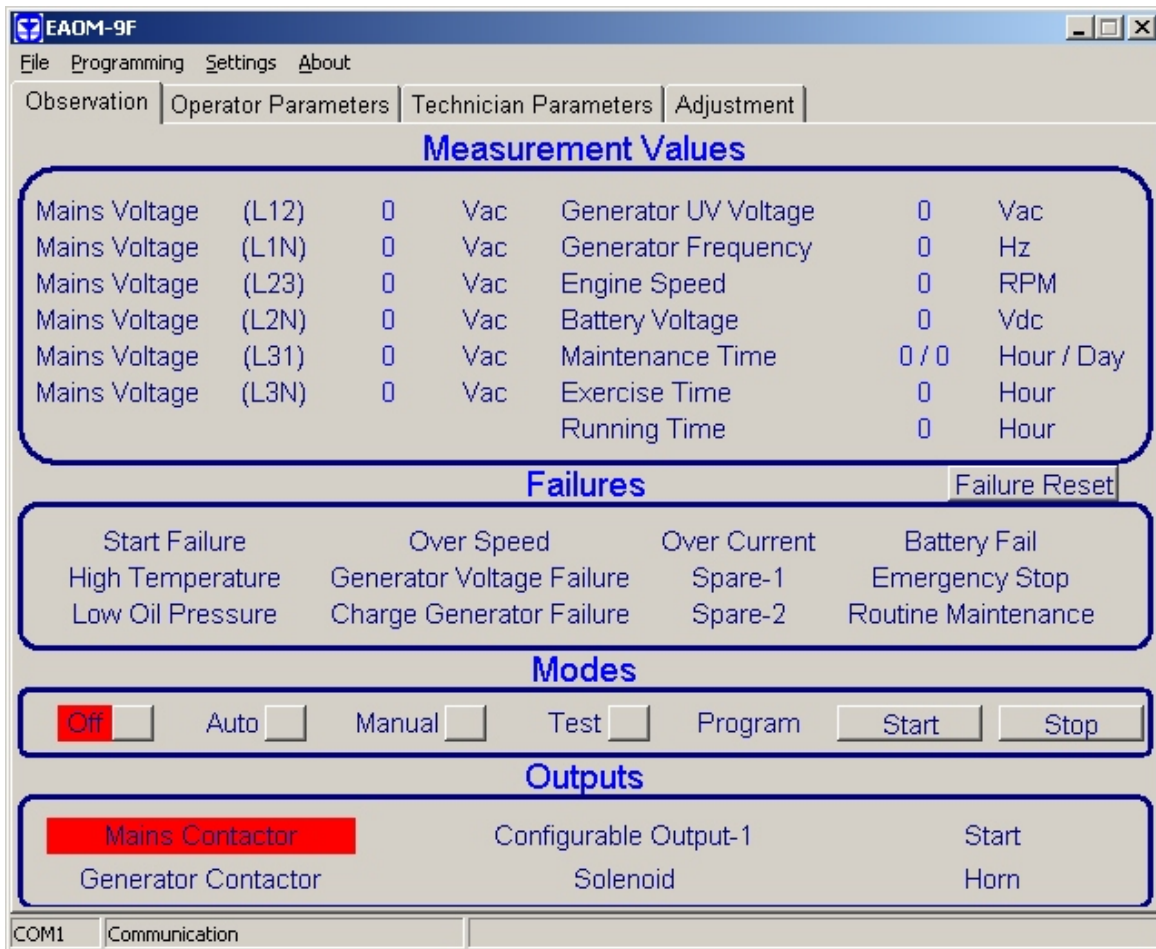 EAOM-9F
File Programming Settings About
Observation Operator Parameters Technician Parameters Adjustment
Measurement Values
Mains Voltage (L12) 0 Vac Generator UV Voltage 0 Vac
Mains Voltage (L1N) 0 Vac Generator Frequency 0 Hz
Mains Voltage (L23) 0 Vac Engine Speed 0 RPM
Mains Voltage (L2N) 0 Vac Battery Voltage 0 Vdc
Mains Voltage (L31) 0 Vac Maintenance Time 0 / 0 Hour / Day
Mains Voltage (L3N) 0 Vac Exercise Time 0 Hour
Running Time 0 Hour
Failures Failure Reset
Start Failure Over Speed Over Current Battery Fail
High Temperature Generator Voltage Failure Spare-1 Emergency Stop
Low Oil Pressure Charge Generator Failure Spare-2 Routine Maintenance
Modes
Off Auto Manual Test Program Start Stop
Outputs
Mains Contactor Configurable Output-1 Start
Generator Contactor Solenoid Horn
COM1 Communication